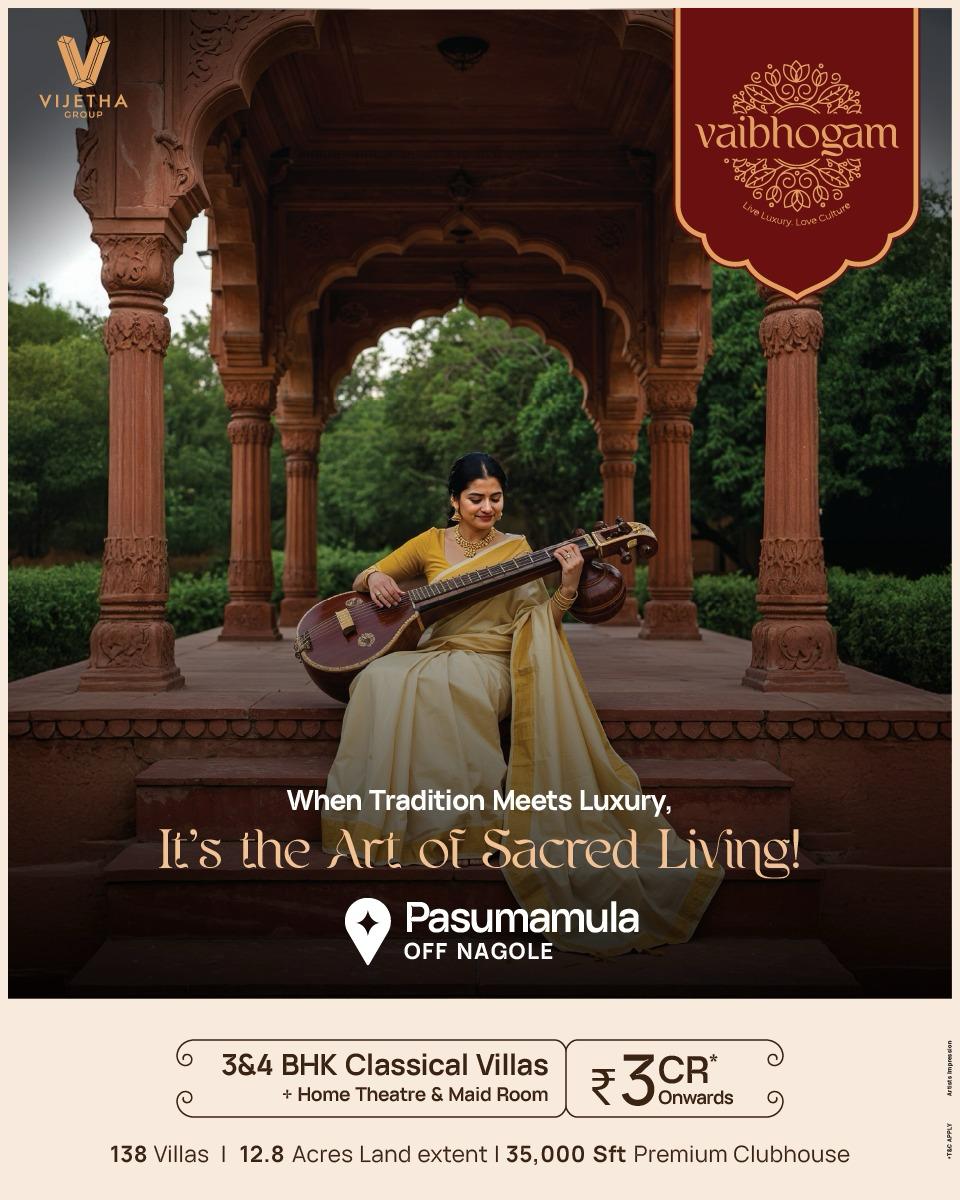 VIJETHA
GROUP
vaibhogam
Live Luxury. Love Culture
When Tradition Meets Luxury,
It's the Art of Sacred Living!
Pasumamula
OFF NAGOLE
3&4 BHK Classical Villas
+ Home Theatre & Maid Room
₹3CR*
Onwards
138 Villas | 12.8 Acres Land extent | 35,000 Sft Premium Clubhouse
Artists Impression
*T&C APPLY